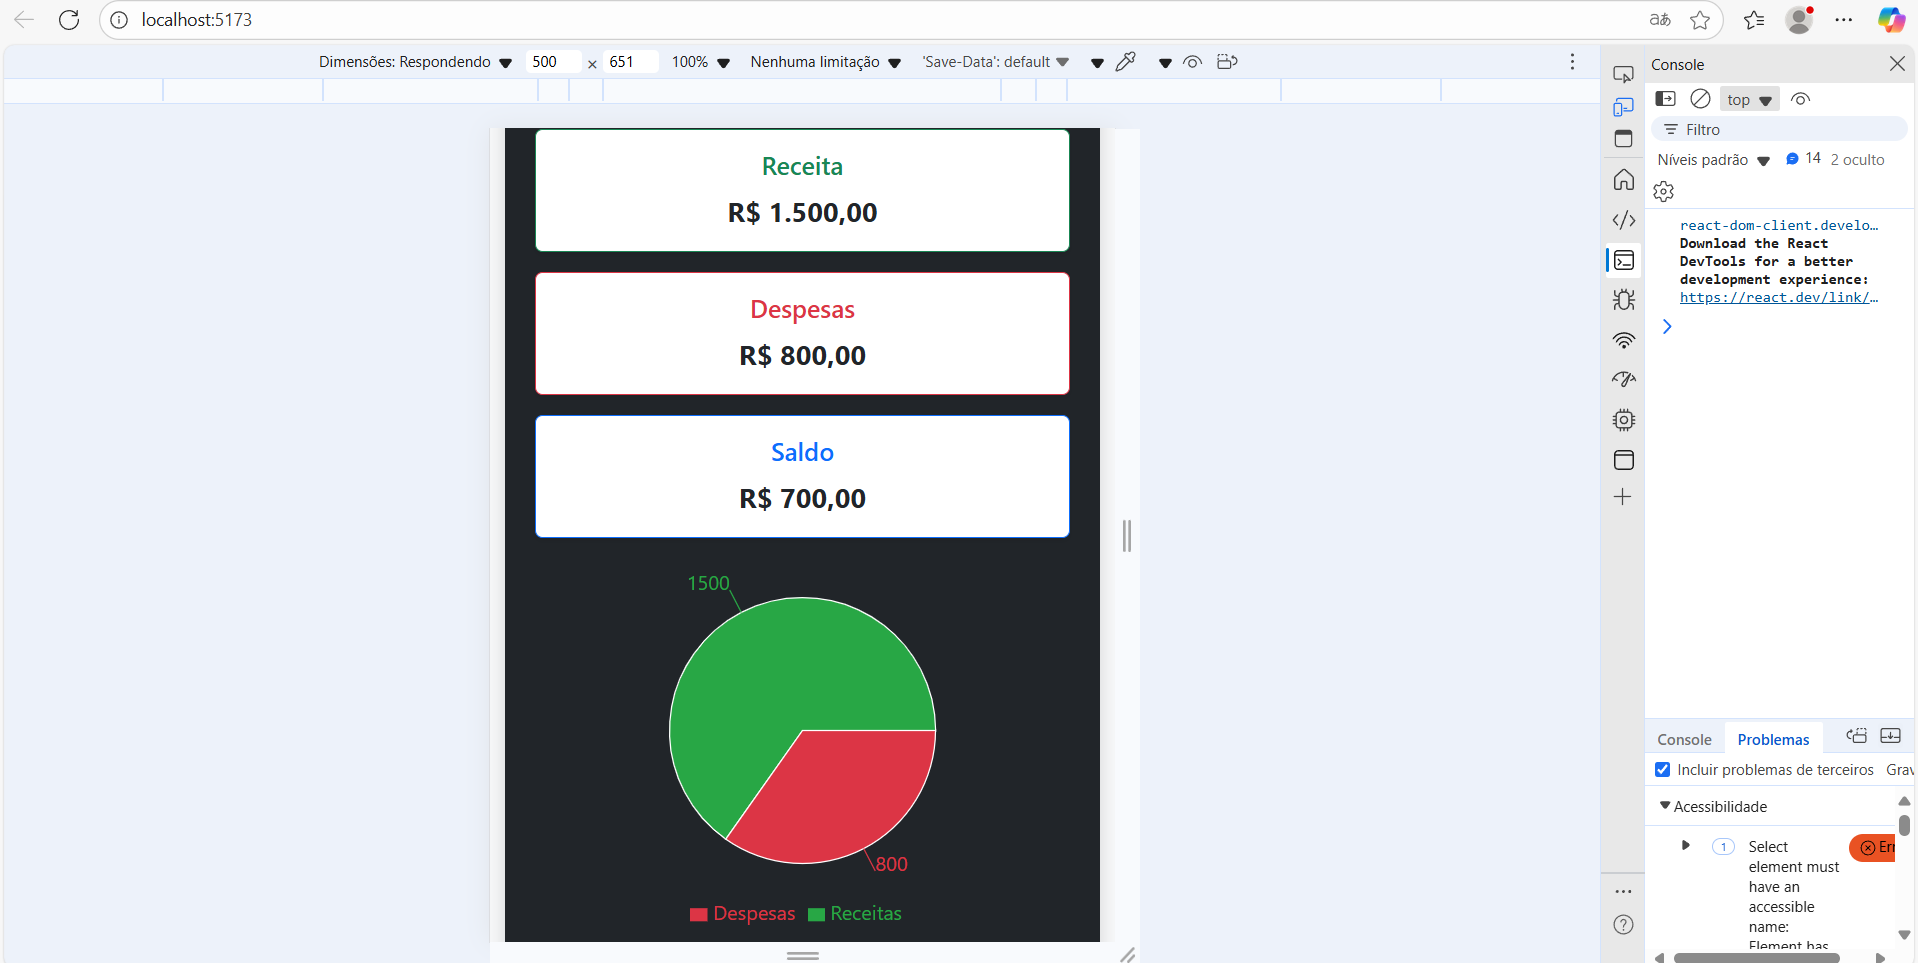 localhost:5173
Dimensões: Respondendo 500 × 651 100% Nenhuma limitação 'Save-Data': default
Receita
R$ 1.500,00
Despesas
R$ 800,00
Saldo
R$ 700,00
1500
800
Despesas Receitas
Console
top
Filtro
Níveis padrão 14 2 oculto
react-dom-client.develo…
Download the React
DevTools for a better
development experience:
https://react.dev/link/…
Console Problemas
Incluir problemas de terceiros Grav
Acessibilidade
1 Select Err
element must
have an
accessible
name:
Element has